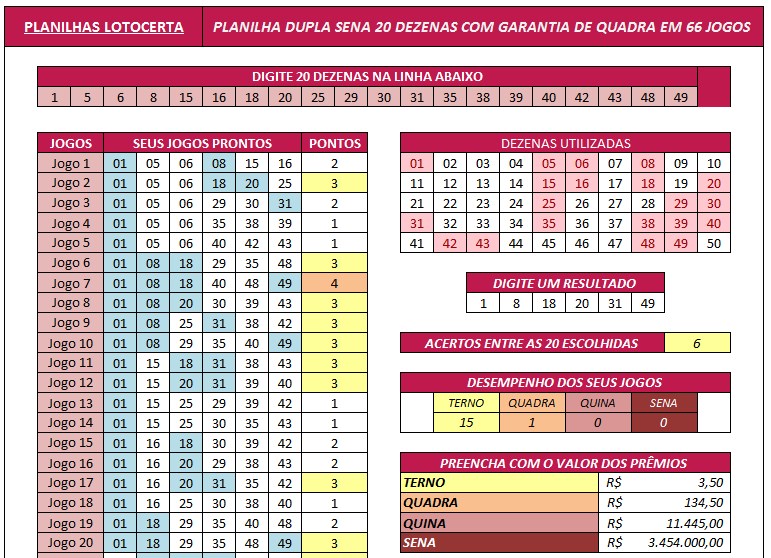 PLANILHAS LOTOCERTA PLANILHA DUPLA SENA 20 DEZENAS COM GARANTIA DE QUADRA EM 66 JOGOS
DIGITE 20 DEZENAS NA LINHA ABAIXO
1 5 6 8 15 16 18 20 25 29 30 31 35 38 39 40 42 43 48 49
JOGOS SEUS JOGOS PRONTOS PONTOS
Jogo 1 01 05 06 08 15 16 2
Jogo 2 01 05 06 18 20 25 3
Jogo 3 01 05 06 29 30 31 2
Jogo 4 01 05 06 35 38 39 1
Jogo 5 01 05 06 40 42 43 1
Jogo 6 01 08 18 29 35 48 3
Jogo 7 01 08 18 40 48 49 4
Jogo 8 01 08 20 30 39 43 3
Jogo 9 01 08 25 31 38 42 3
Jogo 10 01 08 29 35 40 49 3
Jogo 11 01 15 18 31 38 43 3
Jogo 12 01 15 20 31 39 40 3
Jogo 13 01 15 25 29 39 42 1
Jogo 14 01 15 25 30 35 43 1
Jogo 15 01 16 18 30 39 42 2
Jogo 16 01 16 20 29 38 43 2
Jogo 17 01 16 20 31 35 42 3
Jogo 18 01 16 25 30 38 40 1
Jogo 19 01 18 29 35 40 48 2
Jogo 20 01 18 29 35 48 49 3
DEZENAS UTILIZADAS
01 02 03 04 05 06 07 08 09 10
11 12 13 14 15 16 17 18 19 20
21 22 23 24 25 26 27 28 29 30
31 32 33 34 35 36 37 38 39 40
41 42 43 44 45 46 47 48 49 50
DIGITE UM RESULTADO
1 8 18 20 31 49
ACERTOS ENTRE AS 20 ESCOLHIDAS 6
DESEMPENHO DOS SEUS JOGOS
TERNO QUADRA QUINA SENA
15 1 0 0
PREENCHA COM O VALOR DOS PRÊMIOS
TERNO R$ 3,50
QUADRA R$ 134,50
QUINA R$ 11.445,00
SENA R$ 3.454.000,00